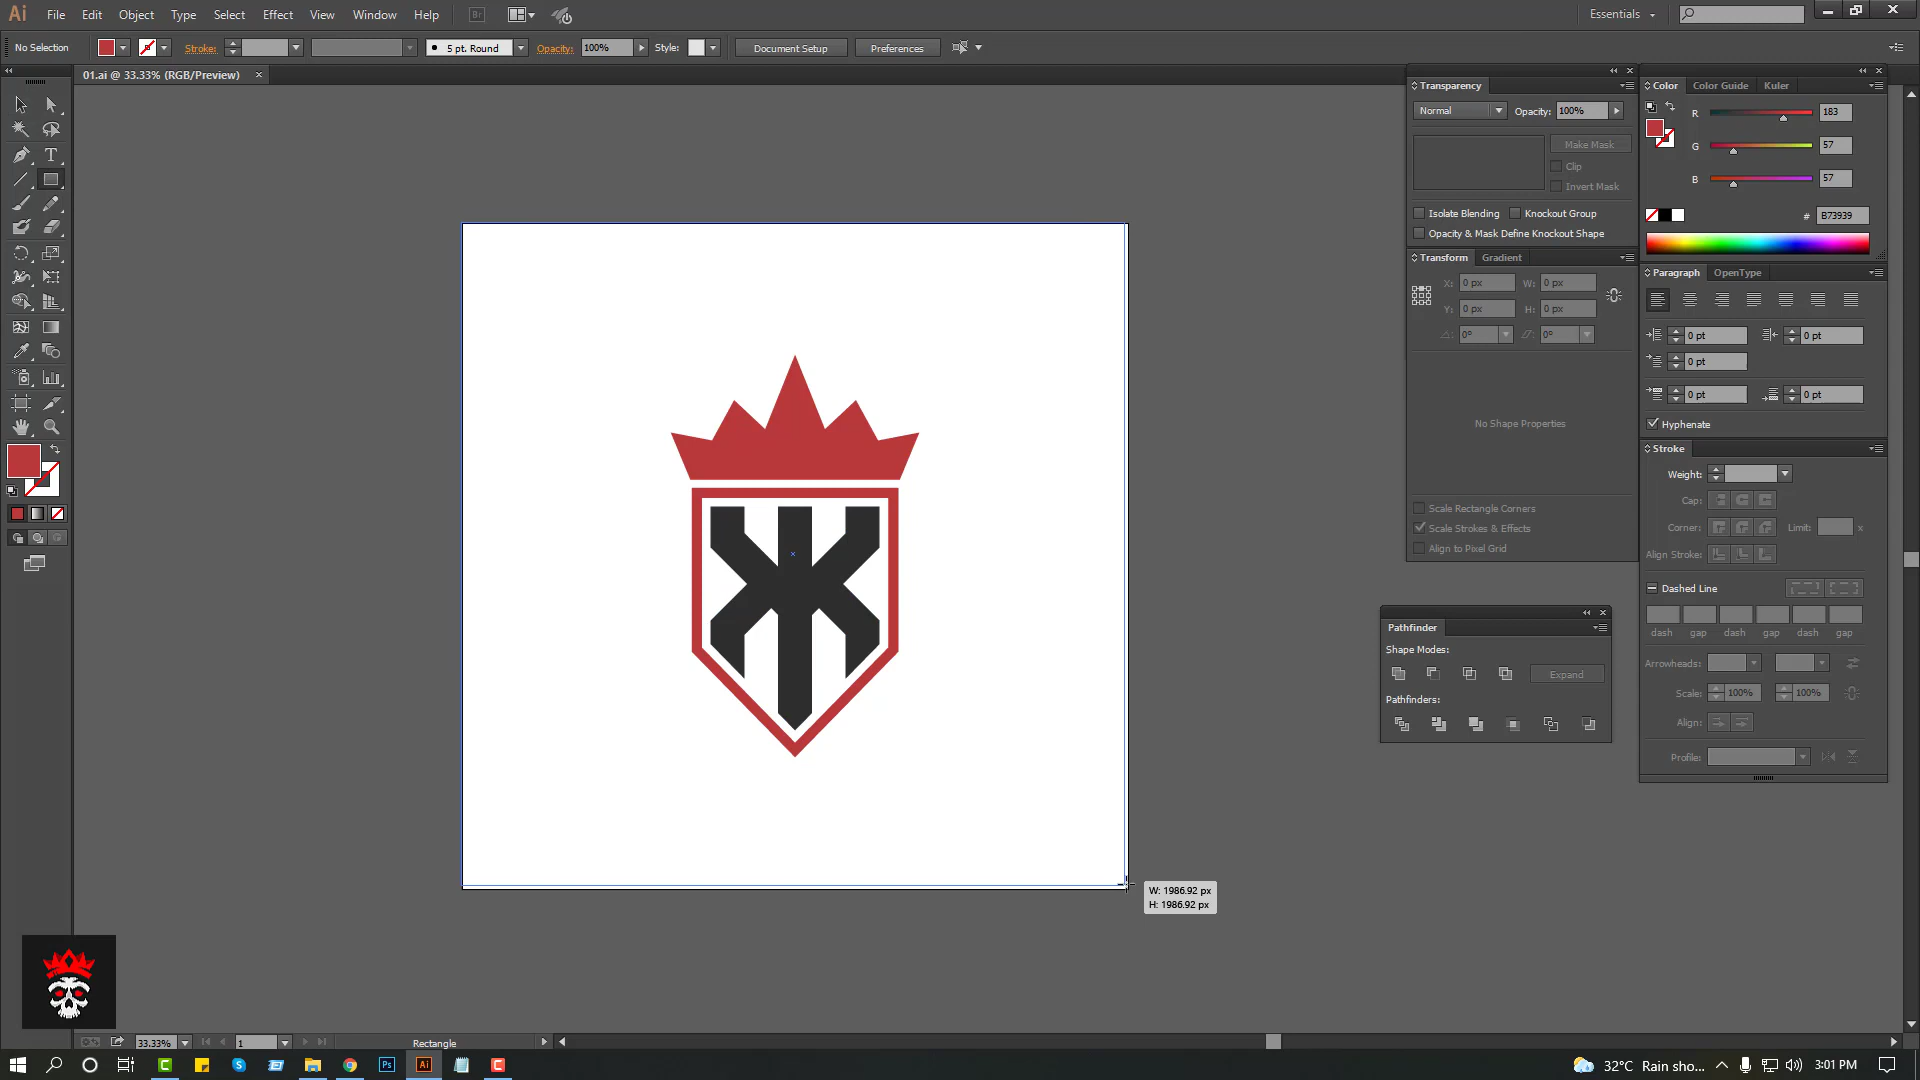 Ai File Edit Object Type Select Effect View Window Help Br Essentials
No Selection Stroke: 5 pt. Round Opacity: 100% Style: Document Setup Preferences
01.ai @ 33.33% (RGB/Preview)
Transparency
Normal Opacity: 100%
Make Mask
Clip
Invert Mask
Isolate Blending Knockout Group
Opacity & Mask Define Knockout Shape
Transform Gradient
X: 0 px W: 0 px
Y: 0 px H: 0 px
0° 0°
No Shape Properties
Scale Rectangle Corners
Scale Strokes & Effects
Align to Pixel Grid
Pathfinder
Shape Modes:
Expand
Pathfinders:
Color Color Guide Kuler
R 183
G 57
B 57
# B73939
Paragraph OpenType
0 pt 0 pt
0 pt
0 pt 0 pt
Hyphenate
Stroke
Weight:
Cap:
Corner: Limit: x
Align Stroke:
Dashed Line
dash gap dash gap dash gap
Arrowheads:
Scale: 100% 100%
Align:
Profile:
W: 1986.92 px
H: 1986.92 px
33.33% 1 Rectangle
Ps Ai 32°C Rain sho... 3:01 PM